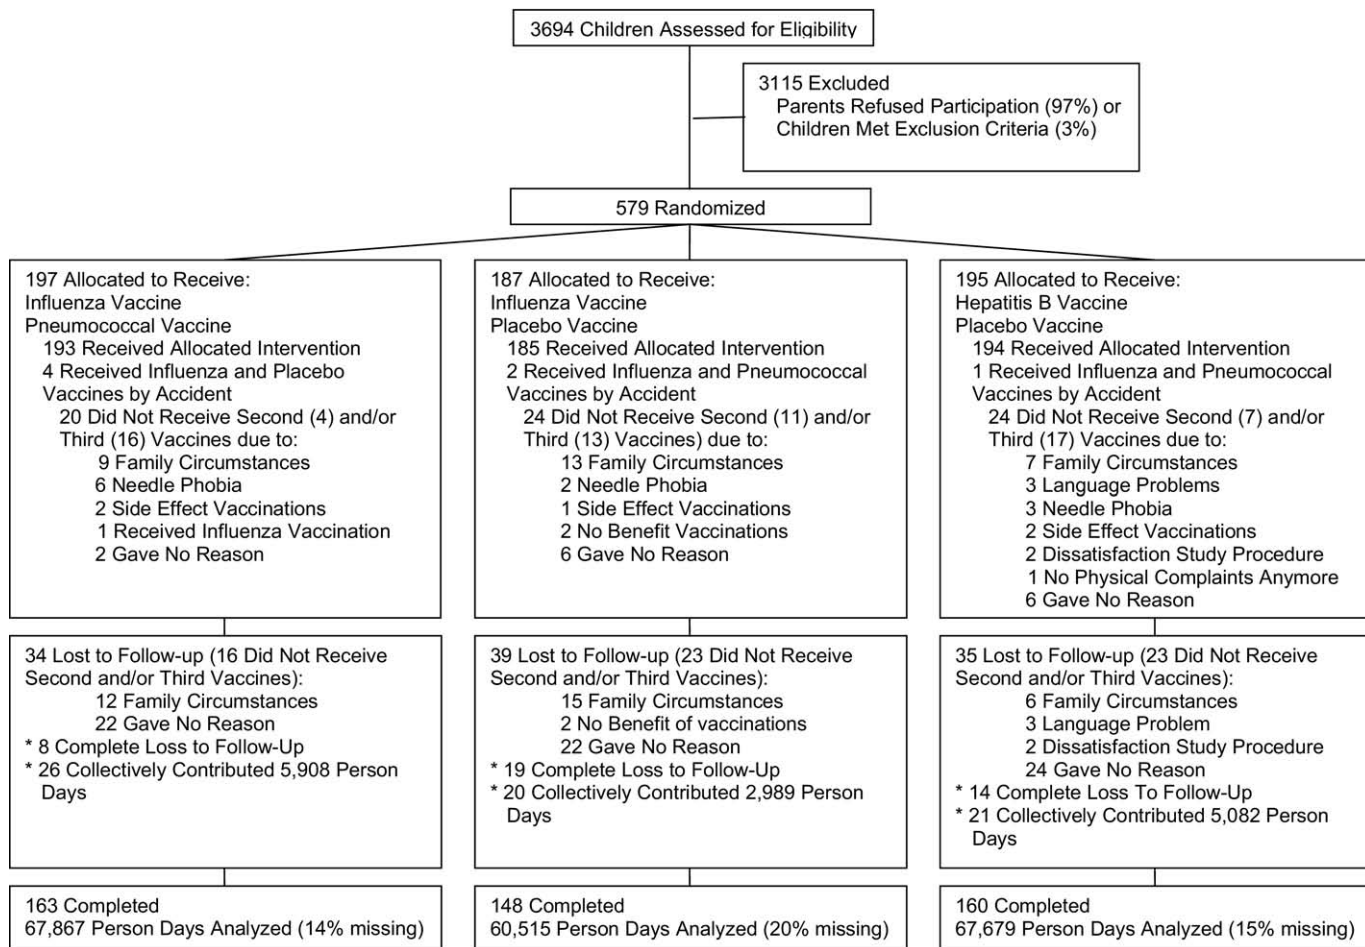 3694 Children Assessed for Eligibility
3115 Excluded
Parents Refused Participation (97%) or
Children Met Exclusion Criteria (3%)
579 Randomized
197 Allocated to Receive:
Influenza Vaccine
Pneumococcal Vaccine
193 Received Allocated Intervention
4 Received Influenza and Placebo
Vaccines by Accident
20 Did Not Receive Second (4) and/or
Third (16) Vaccines due to:
9 Family Circumstances
6 Needle Phobia
2 Side Effect Vaccinations
1 Received Influenza Vaccination
2 Gave No Reason
187 Allocated to Receive:
Influenza Vaccine
Placebo Vaccine
185 Received Allocated Intervention
2 Received Influenza and Pneumococcal
Vaccines by Accident
24 Did Not Receive Second (11) and/or
Third (13) Vaccines) due to:
13 Family Circumstances
2 Needle Phobia
1 Side Effect Vaccinations
2 No Benefit Vaccinations
6 Gave No Reason
195 Allocated to Receive:
Hepatitis B Vaccine
Placebo Vaccine
194 Received Allocated Intervention
1 Received Influenza and Pneumococcal
Vaccines by Accident
24 Did Not Receive Second (7) and/or
Third (17) Vaccines due to:
7 Family Circumstances
3 Language Problems
3 Needle Phobia
2 Side Effect Vaccinations
2 Dissatisfaction Study Procedure
1 No Physical Complaints Anymore
6 Gave No Reason
34 Lost to Follow-up (16 Did Not Receive
Second and/or Third Vaccines):
12 Family Circumstances
22 Gave No Reason
* 8 Complete Loss to Follow-Up
* 26 Collectively Contributed 5,908 Person
Days
39 Lost to Follow-up (23 Did Not Receive
Second and/or Third Vaccines):
15 Family Circumstances
2 No Benefit of vaccinations
22 Gave No Reason
* 19 Complete Loss to Follow-Up
* 20 Collectively Contributed 2,989 Person
Days
35 Lost to Follow-up (23 Did Not Receive
Second and/or Third Vaccines):
6 Family Circumstances
3 Language Problem
2 Dissatisfaction Study Procedure
24 Gave No Reason
* 14 Complete Loss To Follow-Up
* 21 Collectively Contributed 5,082 Person
Days
163 Completed
67,867 Person Days Analyzed (14% missing)
148 Completed
60,515 Person Days Analyzed (20% missing)
160 Completed
67,679 Person Days Analyzed (15% missing)